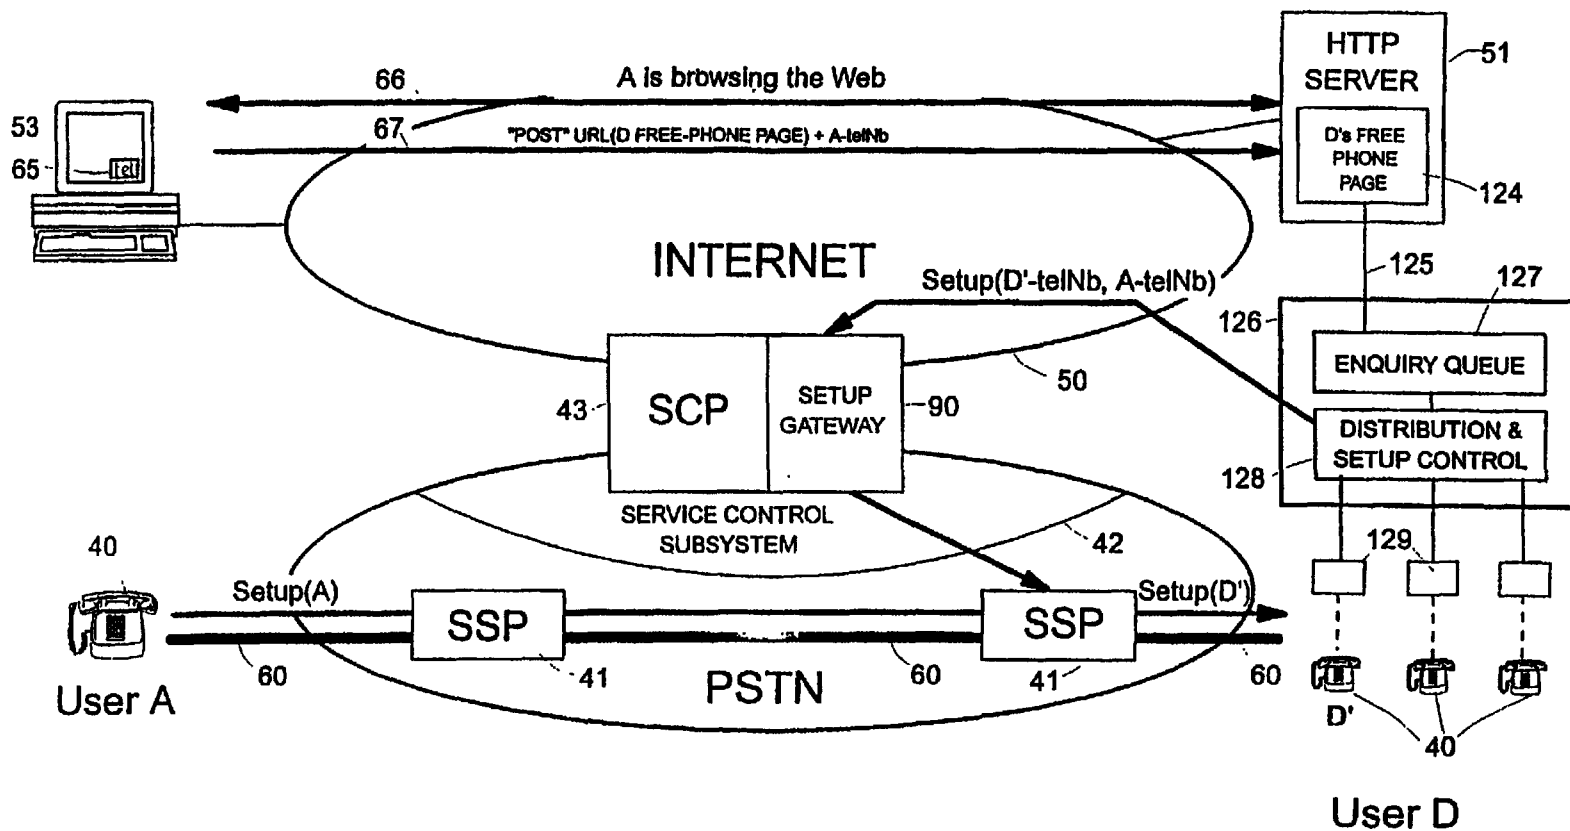 HTTP
SERVER
51
66
A is browsing the Web
53
65
tel
67
"POST" URL(D FREE-PHONE PAGE) + A-telNb
D's FREE
PHONE
PAGE
124
INTERNET
125
Setup(D'-telNb, A-telNb)
127
126
ENQUIRY QUEUE
50
43
SCP
SETUP
GATEWAY
90
DISTRIBUTION &
SETUP CONTROL
128
SERVICE CONTROL
SUBSYSTEM
42
40
129
Setup(A)
Setup(D')
SSP
SSP
60
41
PSTN
60
41
60
User A
D'
40
User D